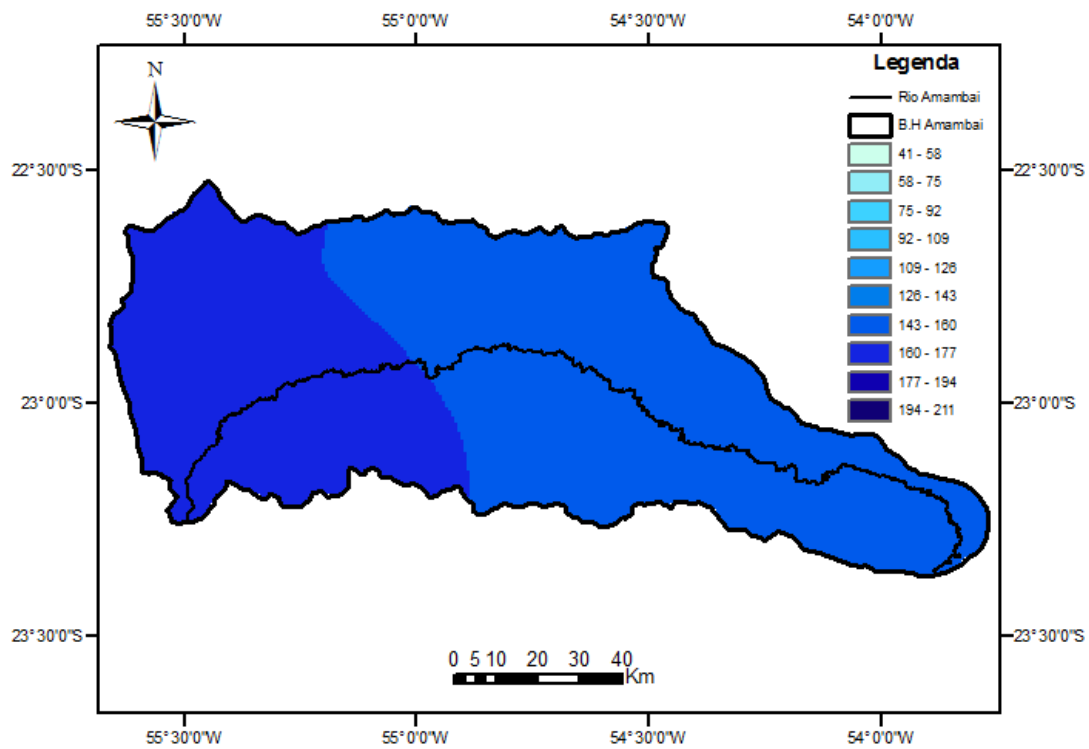 55°30'0"W 55°0'0"W 54°30'0"W 54°0'0"W
N
Legenda
Rio Amambai
B.H Amambai
41 - 58
58 - 75
75 - 92
92 - 109
109 - 126
126 - 143
143 - 160
160 - 177
177 - 194
194 - 211
22°30'0"S 22°30'0"S
23°0'0"S 23°0'0"S
23°30'0"S 23°30'0"S
0 5 10 20 30 40
Km
55°30'0"W 55°0'0"W 54°30'0"W 54°0'0"W